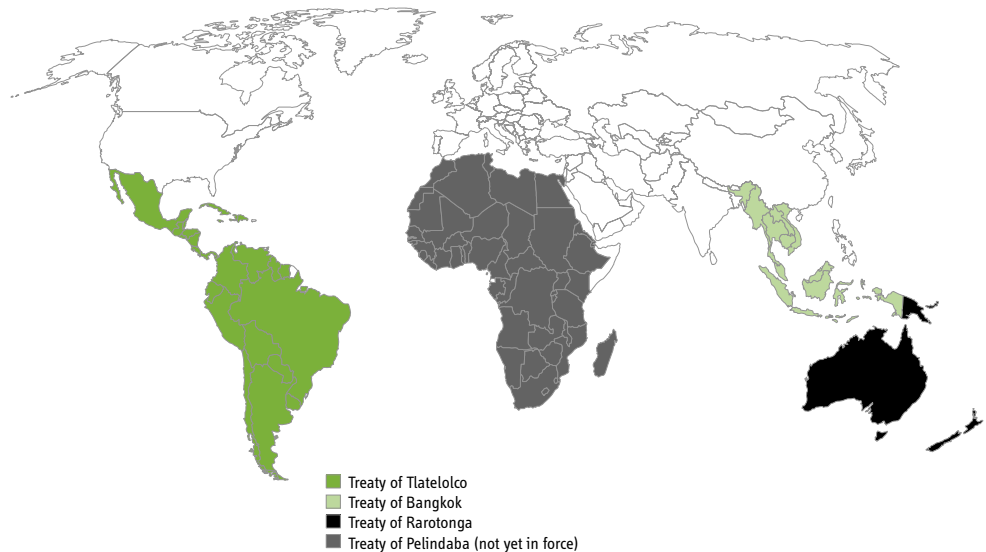 Treaty of Tlatelolco
Treaty of Bangkok
Treaty of Rarotonga
Treaty of Pelindaba (not yet in force)